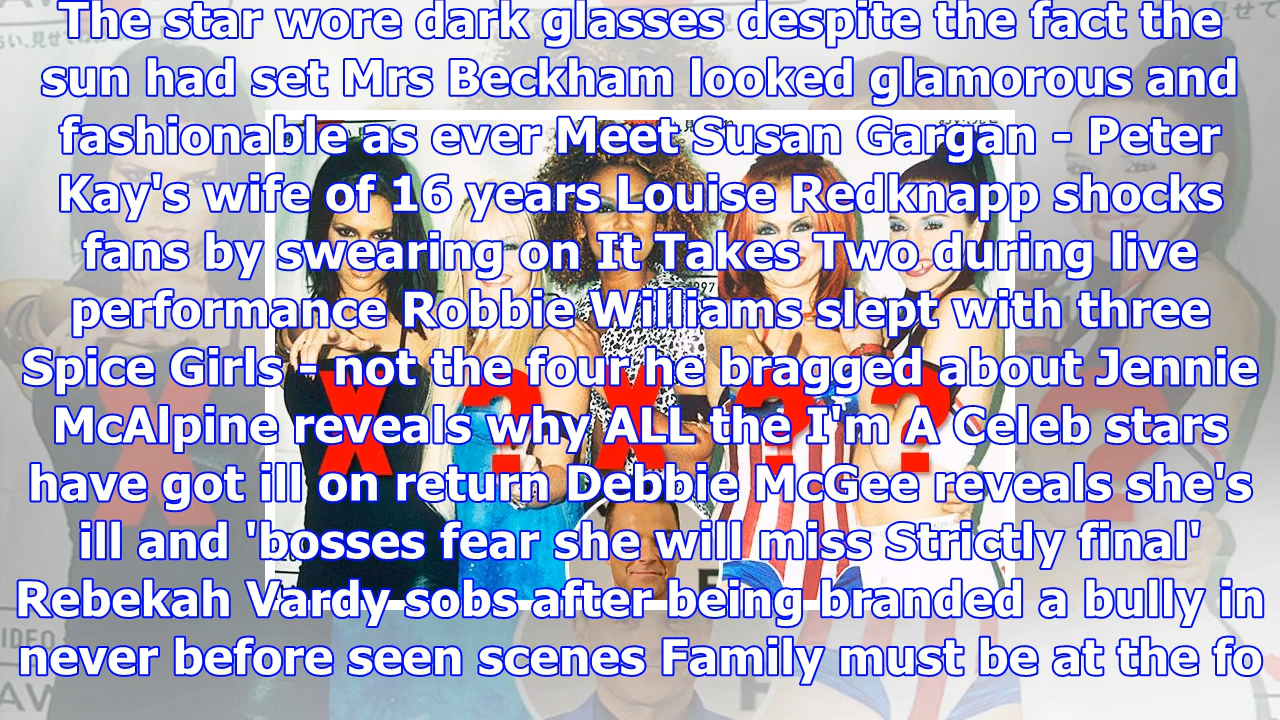 The star wore dark glasses despite the fact the
sun had set Mrs Beckham looked glamorous and
fashionable as ever Meet Susan Gargan - Peter
Kay's wife of 16 years Louise Redknapp shocks
fans by swearing on It Takes Two during live
performance Robbie Williams slept with three
Spice Girls - not the four he bragged about Jennie
McAlpine reveals why ALL the I'm A Celeb stars
have got ill on return Debbie McGee reveals she's
ill and 'bosses fear she will miss Strictly final'
Rebekah Vardy sobs after being branded a bully in
never before seen scenes Family must be at the fo
X ? X ? ?
1997